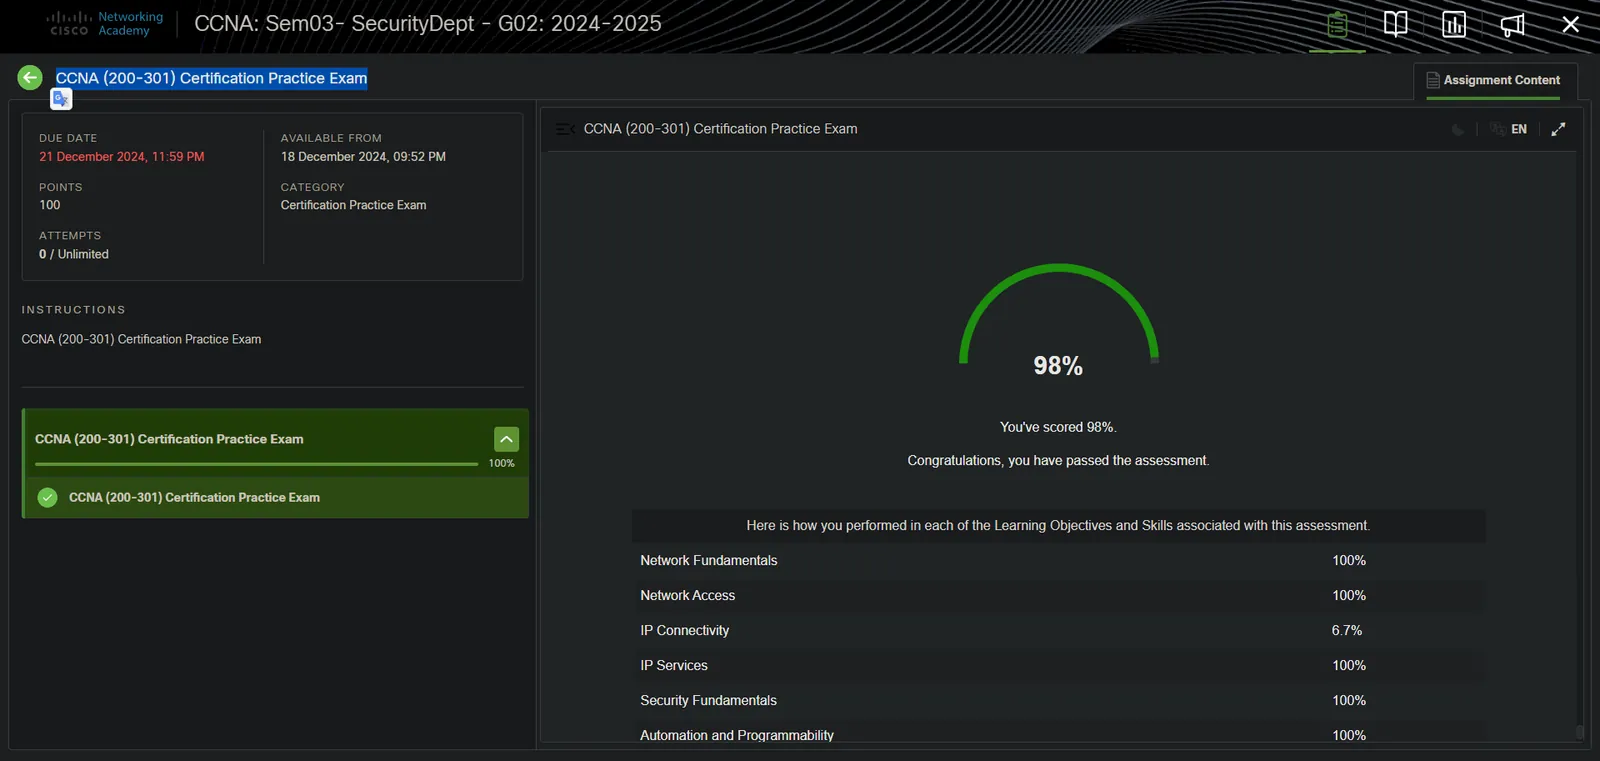 Networking
cisco Academy
CCNA: Sem03- SecurityDept - G02: 2024-2025
CCNA (200-301) Certification Practice Exam
Assignment Content
DUE DATE
21 December 2024, 11:59 PM
AVAILABLE FROM
18 December 2024, 09:52 PM
POINTS
100
CATEGORY
Certification Practice Exam
ATTEMPTS
0 / Unlimited
INSTRUCTIONS
CCNA (200-301) Certification Practice Exam
CCNA (200-301) Certification Practice Exam
100%
CCNA (200-301) Certification Practice Exam
CCNA (200-301) Certification Practice Exam
EN
98%
You've scored 98%.
Congratulations, you have passed the assessment.
Here is how you performed in each of the Learning Objectives and Skills associated with this assessment.
Network Fundamentals 100%
Network Access 100%
IP Connectivity 6.7%
IP Services 100%
Security Fundamentals 100%
Automation and Programmability 100%